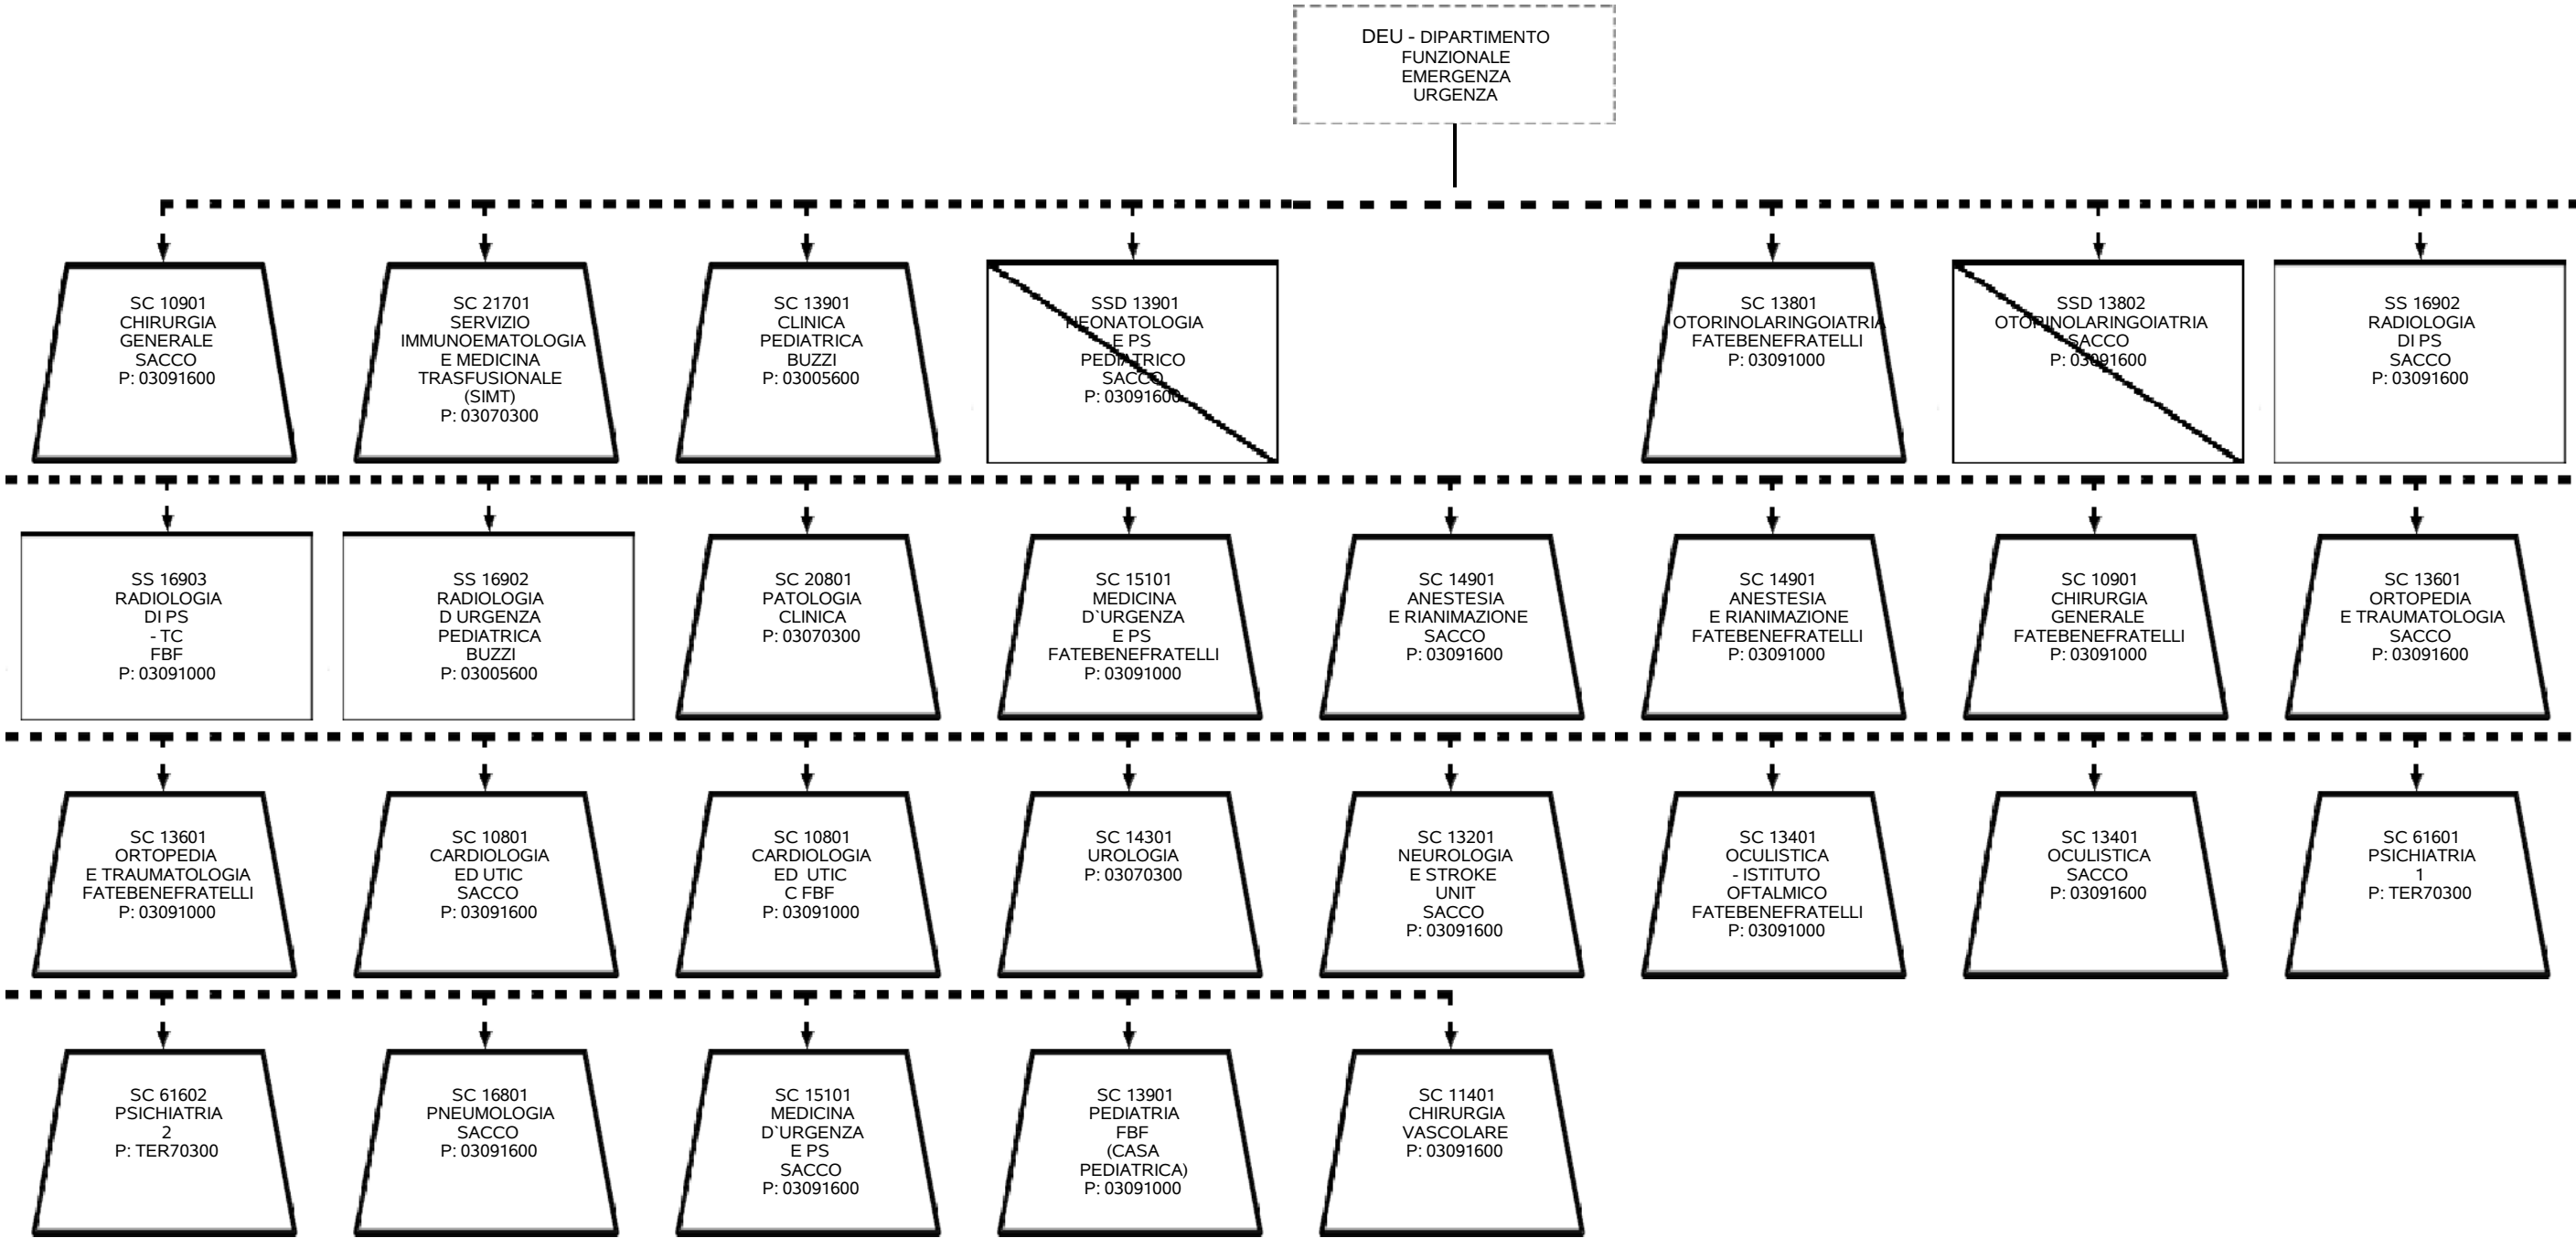 DEU - DIPARTIMENTO
FUNZIONALE
EMERGENZA
URGENZA
SC 10901
CHIRURGIA
GENERALE
SACCO
P: 03091600
SC 21701
SERVIZIO
IMMUNOEMATOLOGIA
E MEDICINA
TRASFUSIONALE
(SIMT)
P: 03070300
SC 13901
CLINICA
PEDIATRICA
BUZZI
P: 03005600
SSD 13901
NEONATOLOGIA
E PS
PEDIATRICO
SACCO
P: 03091600
SC 13801
OTORINOLARINGOIATRIA
FATEBENEFRATELLI
P: 03091000
SSD 13802
OTORINOLARINGOIATRIA
SACCO
P: 03091600
SS 16902
RADIOLOGIA
DI PS
SACCO
P: 03091600
SS 16903
RADIOLOGIA
DI PS
- TC
FBF
P: 03091000
SS 16902
RADIOLOGIA
D URGENZA
PEDIATRICA
BUZZI
P: 03005600
SC 20801
PATOLOGIA
CLINICA
P: 03070300
SC 15101
MEDICINA
D`URGENZA
E PS
FATEBENEFRATELLI
P: 03091000
SC 14901
ANESTESIA
E RIANIMAZIONE
SACCO
P: 03091600
SC 14901
ANESTESIA
E RIANIMAZIONE
FATEBENEFRATELLI
P: 03091000
SC 10901
CHIRURGIA
GENERALE
FATEBENEFRATELLI
P: 03091000
SC 13601
ORTOPEDIA
E TRAUMATOLOGIA
SACCO
P: 03091600
SC 13601
ORTOPEDIA
E TRAUMATOLOGIA
FATEBENEFRATELLI
P: 03091000
SC 10801
CARDIOLOGIA
ED UTIC
SACCO
P: 03091600
SC 10801
CARDIOLOGIA
ED UTIC
C FBF
P: 03091000
SC 14301
UROLOGIA
P: 03070300
SC 13201
NEUROLOGIA
E STROKE
UNIT
SACCO
P: 03091600
SC 13401
OCULISTICA
- ISTITUTO
OFTALMICO
FATEBENEFRATELLI
P: 03091000
SC 13401
OCULISTICA
SACCO
P: 03091600
SC 61601
PSICHIATRIA
1
P: TER70300
SC 61602
PSICHIATRIA
2
P: TER70300
SC 16801
PNEUMOLOGIA
SACCO
P: 03091600
SC 15101
MEDICINA
D`URGENZA
E PS
SACCO
P: 03091600
SC 13901
PEDIATRIA
FBF
(CASA
PEDIATRICA)
P: 03091000
SC 11401
CHIRURGIA
VASCOLARE
P: 03091600